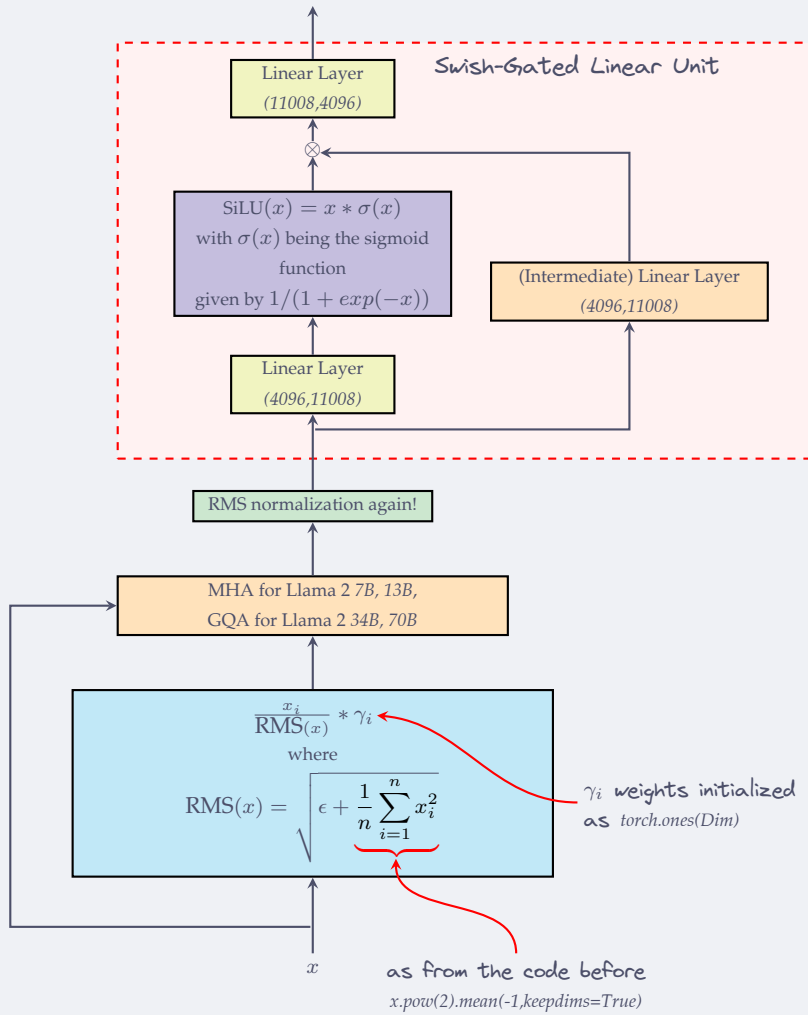 Swish-Gated Linear Unit
Linear Layer
(11008,4096)
⊗
SiLU(x) = x * σ(x)
with σ(x) being the sigmoid
function
given by 1/(1 + exp(−x))
(Intermediate) Linear Layer
(4096,11008)
Linear Layer
(4096,11008)
RMS normalization again!
MHA for Llama 2 7B, 13B,
GQA for Llama 2 34B, 70B
x_i / RMS(x) * γ_i
where
RMS(x) = √(ϵ + 1/n ∑_{i=1}^{n} x_i^2)
γ_i weights initialized
as torch.ones(Dim)
x
as from the code before
x.pow(2).mean(-1,keepdims=True)